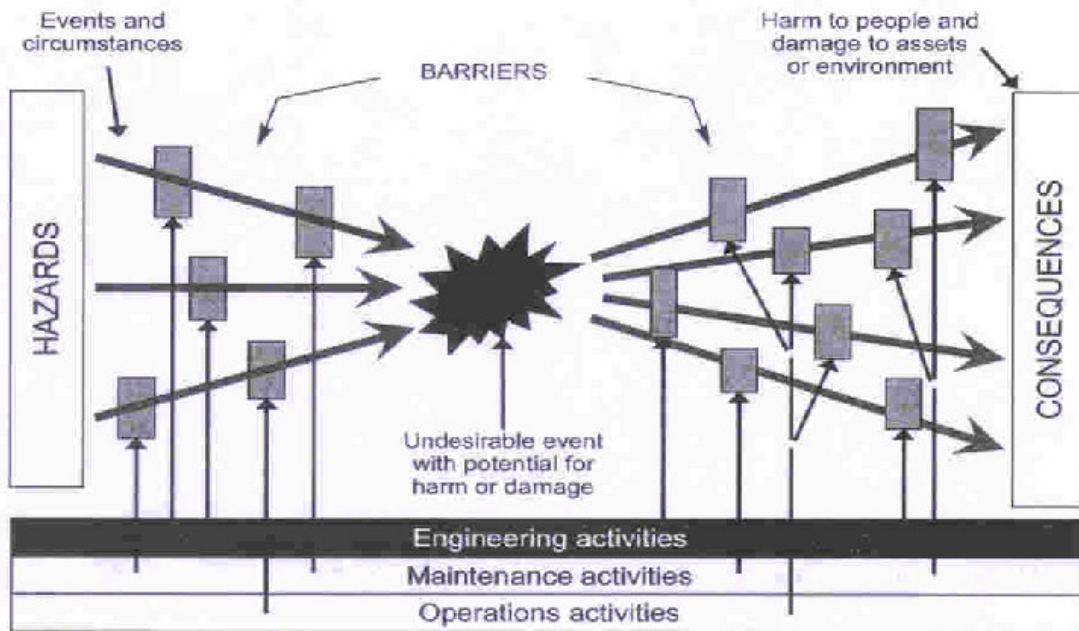 Events and
circumstances
BARRIERS
Harm to people and
damage to assets
or environment
HAZARDS
CONSEQUENCES
Undesirable event
with potential for
harm or damage
Engineering activities
Maintenance activities
Operations activities